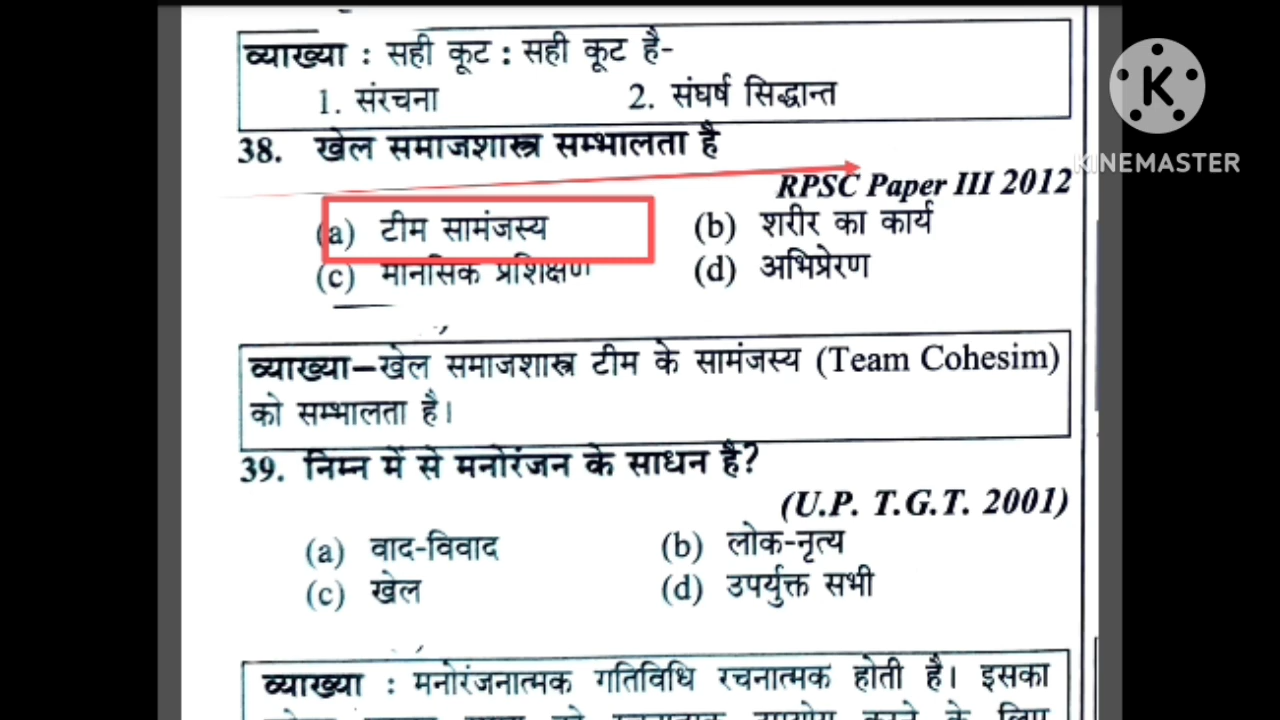 व्याख्या : सही कूट : सही कूट है-
1. संरचना 2. संघर्ष सिद्धान्त
38. खेल समाजशास्त्र सम्भालता है
RPSC Paper III 2012
(a) टीम सामंजस्य (b) शरीर का कार्य
(c) मानसिक प्रशिक्षण (d) अभिप्रेरण
व्याख्या–खेल समाजशास्त्र टीम के सामंजस्य (Team Cohesim)
को सम्भालता है।
39. निम्न में से मनोरंजन के साधन है?
(U.P. T.G.T. 2001)
(a) वाद-विवाद (b) लोक-नृत्य
(c) खेल (d) उपर्युक्त सभी
व्याख्या : मनोरंजनात्मक गतिविधि रचनात्मक होती है। इसका
K
KINEMASTER